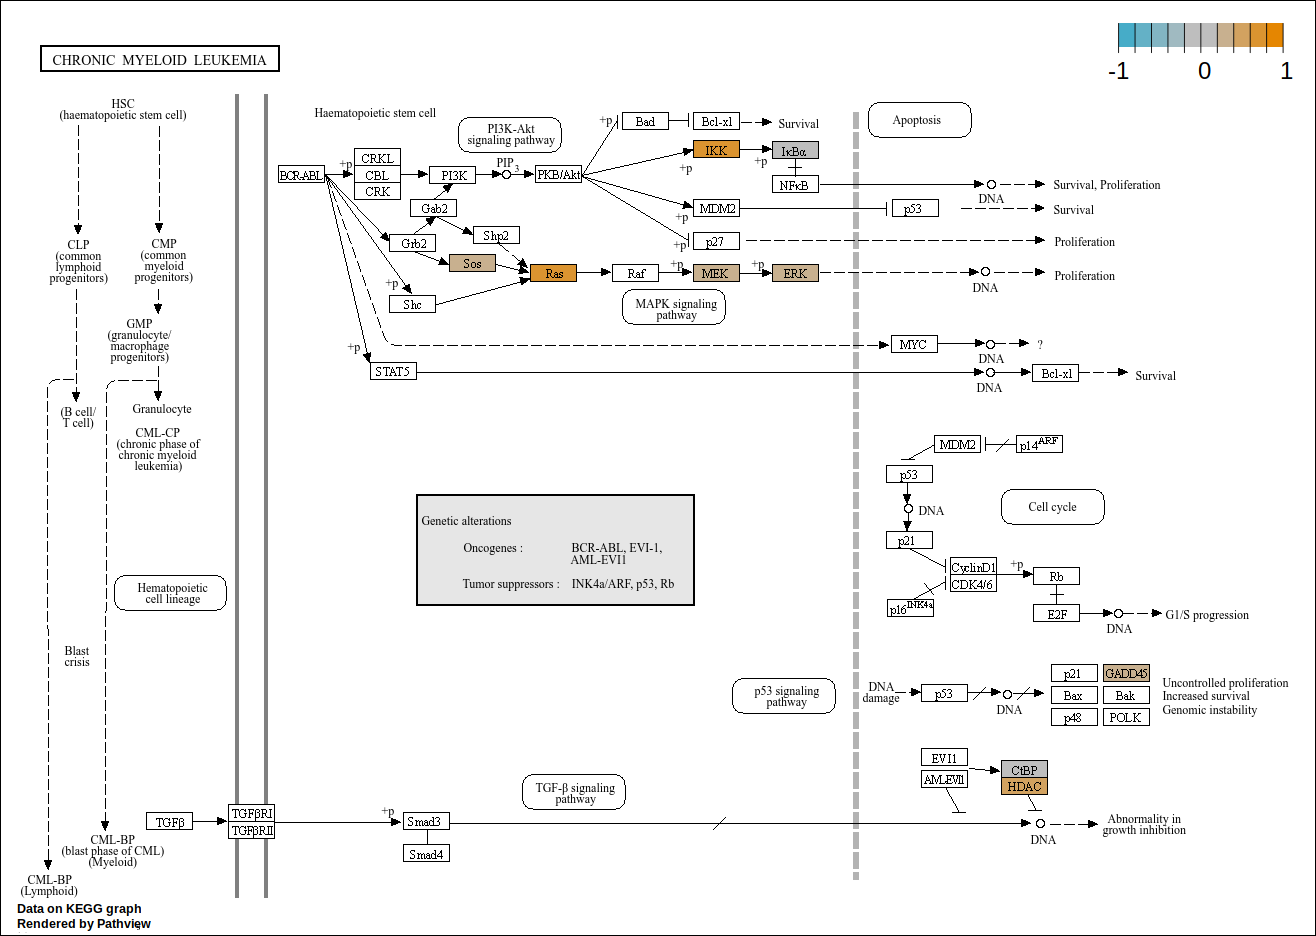 CHRONIC MYELOID LEUKEMIA
-1 0 1
HSC
(haematopoietic stem cell)
Haematopoietic stem cell
PI3K-Akt
signaling pathway
Apoptosis
+p
Bad
Bcl-xl
Survival
BCR-ABL
+p
CRKL
CBL
CRK
PI3K
PIP
3
PKB/Akt
IKK
+p
IκBα
+p
NFκB
DNA
Survival, Proliferation
Gab2
MDM2
+p
p53
Survival
Grb2
Shp2
+p
p27
Proliferation
Sos
Ras
Raf
+p
MEK
+p
ERK
DNA
Proliferation
+p
Shc
MAPK signaling
pathway
MYC
DNA
?
+p
STAT5
DNA
Bcl-xl
Survival
CLP
(common
lymphoid
progenitors)
CMP
(common
myeloid
progenitors)
GMP
(granulocyte/
macrophage
progenitors)
(B cell/
T cell)
Granulocyte
CML-CP
(chronic phase of
chronic myeloid
leukemia)
MDM2
p14ARF
p53
DNA
p21
Cell cycle
CyclinD1
CDK4/6
+p
Rb
p16INK4a
E2F
DNA
G1/S progression
Genetic alterations
Oncogenes : BCR-ABL, EVI-1,
AML-EVI1
Tumor suppressors : INK4a/ARF, p53, Rb
Hematopoietic
cell lineage
Blast
crisis
p53 signaling
pathway
DNA
damage
p53
DNA
p21
GADD45
Bax
Bak
p48
POLK
Uncontrolled proliferation
Increased survival
Genomic instability
EVI1
AML-EVI1
CtBP
HDAC
TGF-β signaling
pathway
TGFβ
TGFβRI
TGFβRII
+p
Smad3
Smad4
DNA
Abnormality in
growth inhibition
CML-BP
(blast phase of CML)
(Myeloid)
CML-BP
(Lymphoid)
Data on KEGG graph
Rendered by Pathview